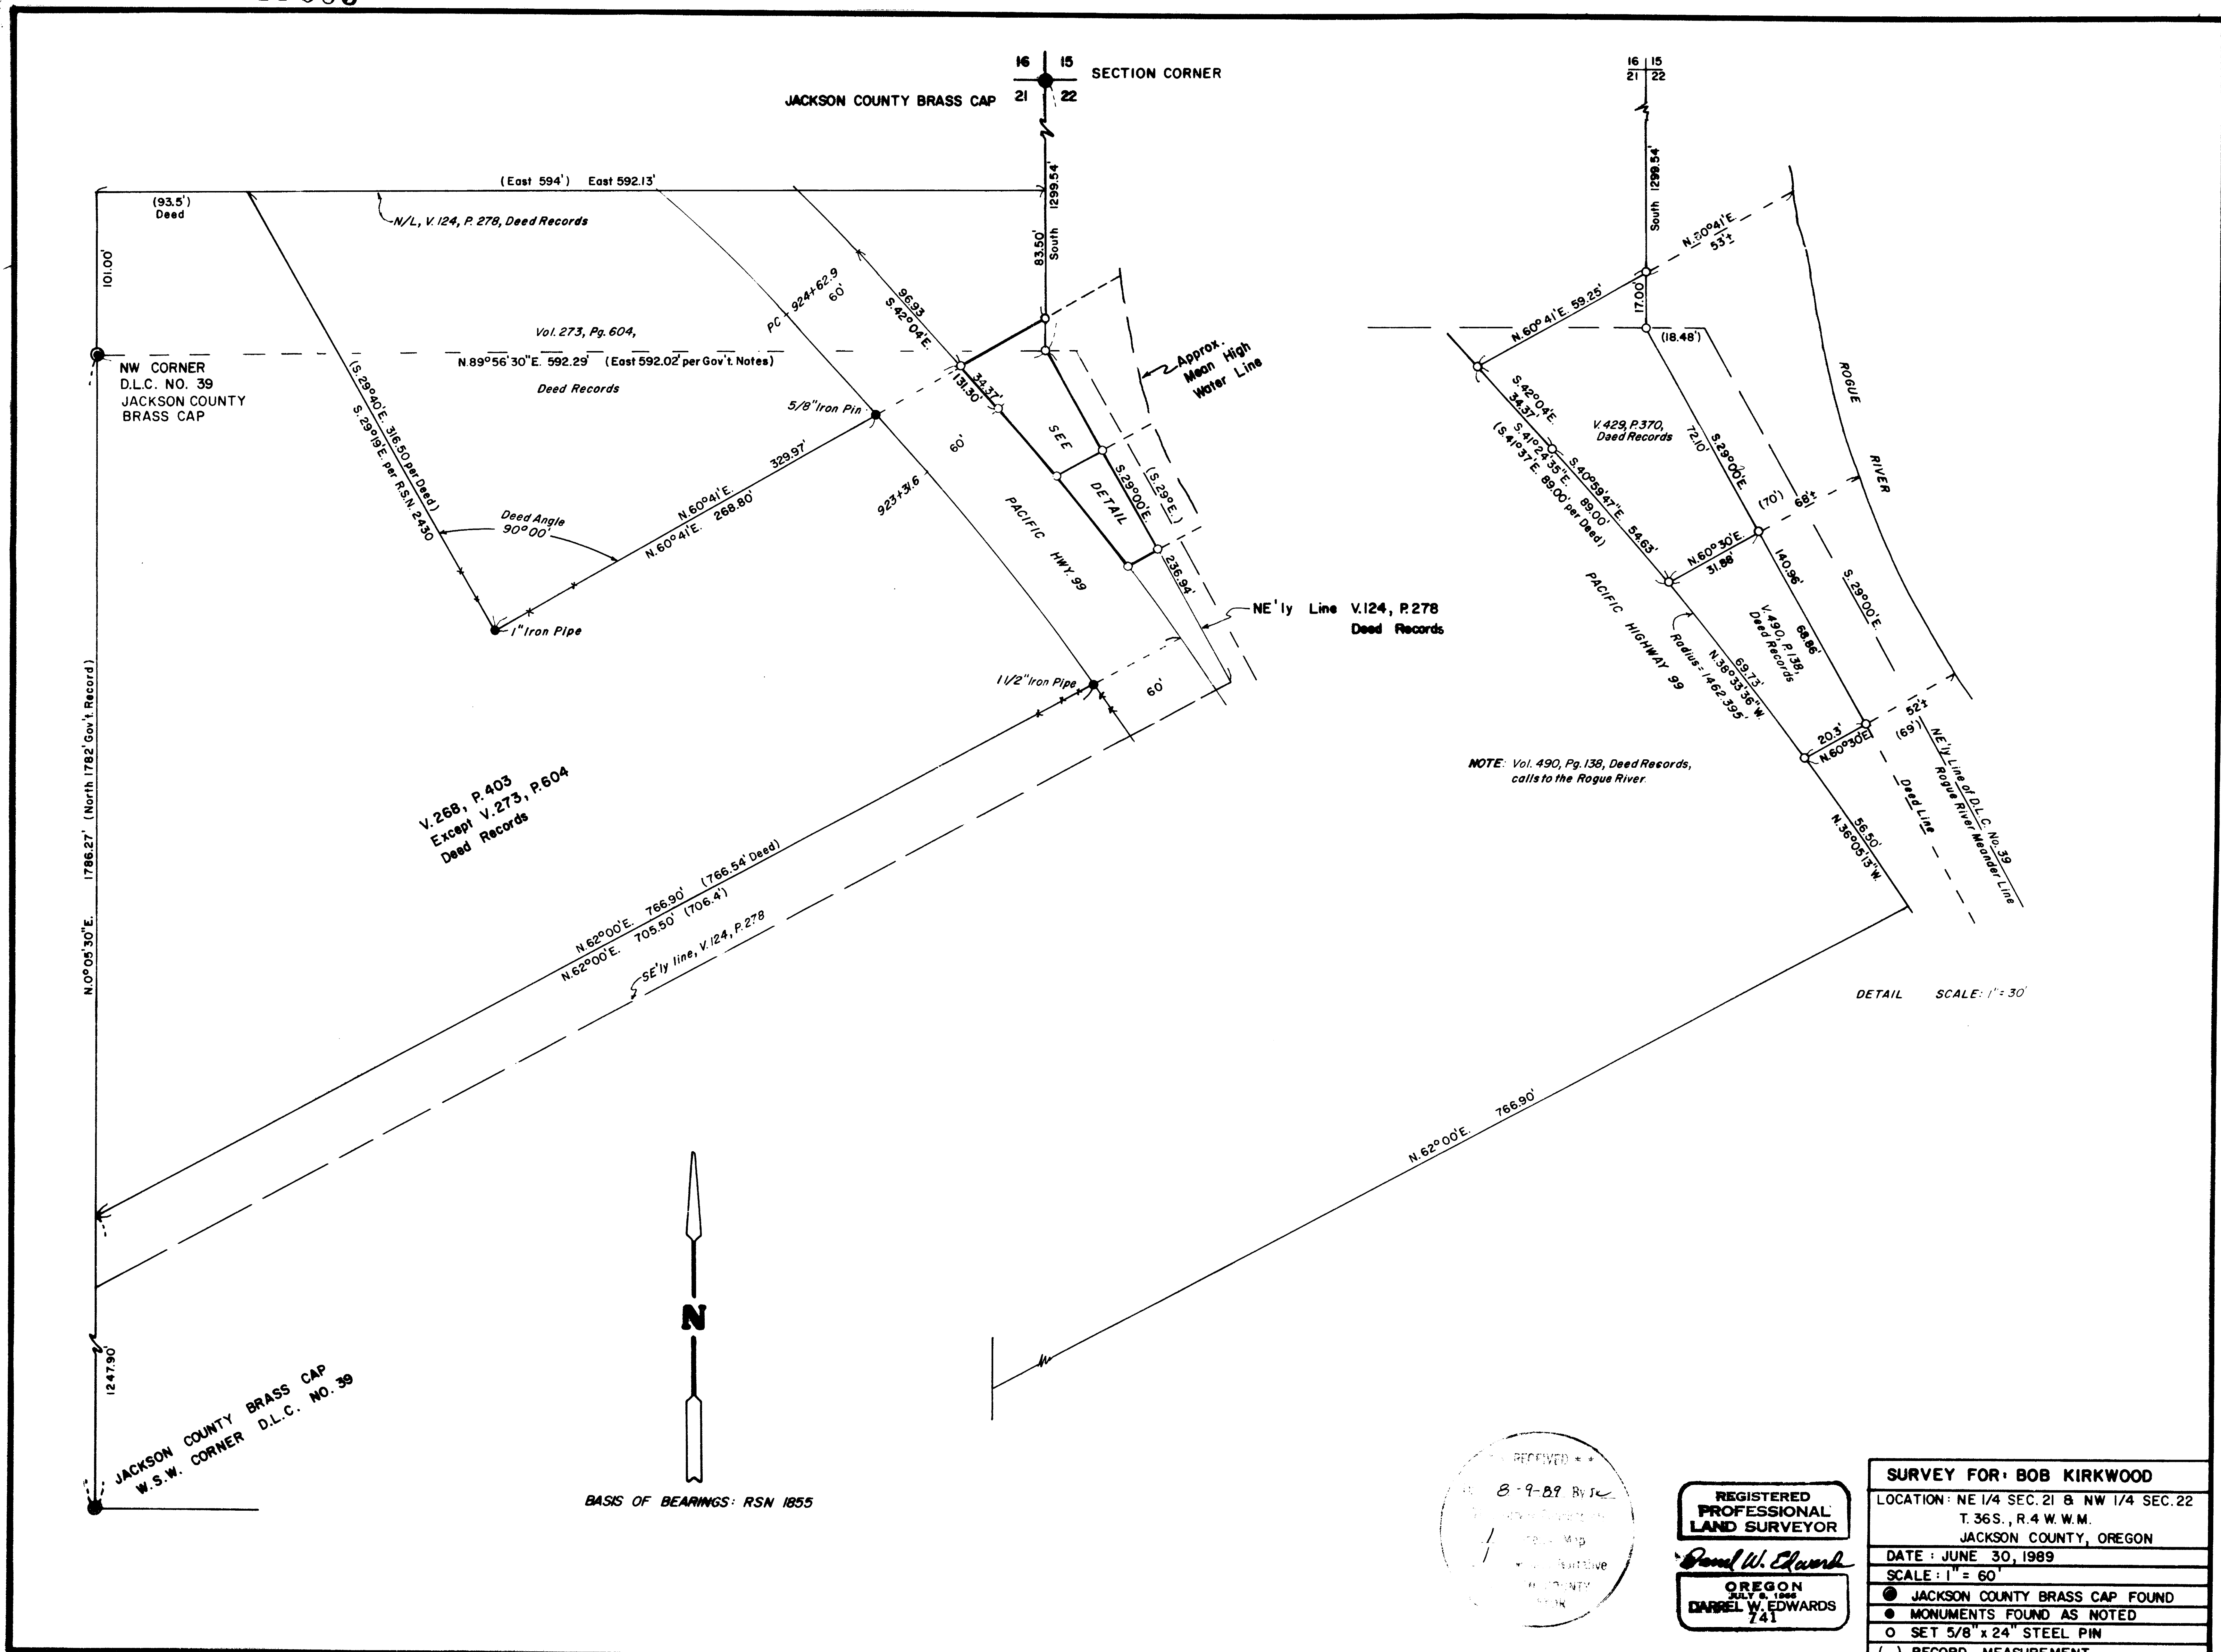 16 15
21 22
SECTION CORNER
JACKSON COUNTY BRASS CAP
(East 594') East 592.13'
(93.5')
Deed
N/L, V. 124, P. 278, Deed Records
101.00'
South 1299.54'
83.50'
PC 924+62.9
60'
96.93
S.42°04'E.
Vol. 273, Pg. 604,
N.89°56'30"E. 592.29' (East 592.02' per Gov't. Notes)
Deed Records
NW CORNER
D.L.C. NO. 39
JACKSON COUNTY
BRASS CAP
Approx.
Mean High
Water Line
5/8" Iron Pin
34.37'
131.30'
SEE
DETAIL
S.29°00'E.
(S.29°E.)
236.94'
(S.29°40'E. 316.50 per Deed)
S.29°19'E. per R.S.N. 2430
Deed Angle
90°00'
329.97'
N.60°41'E.
N.60°41'E. 268.80'
60'
923+31.6
PACIFIC HWY. 99
1" Iron Pipe
NE'ly Line V.124, P.278
Deed Records
1 1/2" Iron Pipe
60'
1786.27' (North 1782' Gov't. Record)
N.0°05'30"E.
V.268, P.403
Except V.273, P.604
Deed Records
N.62°00'E. 766.90' (766.54' Deed)
N.62°00'E. 705.50' (706.4')
SE'ly line, V.124, P.278
1247.90'
JACKSON COUNTY BRASS CAP
W.S.W. CORNER D.L.C. NO. 39
N
BASIS OF BEARINGS: RSN 1855
16 15
21 22
South 1299.54'
N.60°41'E.
53'±
17.00'
N.60°41'E. 59.25'
(18.48')
ROGUE
RIVER
S.42°04'E.
34.37'
V.429, P.370,
Deed Records
S.29°00'E.
72.10'
S.41°24'35"E. 89.00'
(S.41°37'E. 89.00' per Deed)
S.40°59'47"E. 54.63'
(70')
68'±
N.60°30'E.
31.88'
140.96'
S.29°00'E.
PACIFIC HIGHWAY 99
V.490, P.138,
Deed Records
68.86'
69.73'
N.38°33'36"W.
Radius = 1462.395'
20.3'
N.60°30'E.
52'±
(69')
NE'ly Line of D.L.C. No. 39
Rogue River Meander Line
Deed Line
NOTE: Vol. 490, Pg. 138, Deed Records,
calls to the Rogue River.
56.50'
N.36°05'13"W.
DETAIL SCALE: 1" = 30'
766.90'
N.62°00'E.
RECEIVED
8-9-89 By
Map
REGISTERED
PROFESSIONAL
LAND SURVEYOR
Darrel W. Edwards
OREGON
DARREL W. EDWARDS
741
SURVEY FOR: BOB KIRKWOOD
LOCATION: NE 1/4 SEC. 21 & NW 1/4 SEC. 22
T. 36 S., R. 4 W. W.M.
JACKSON COUNTY, OREGON
DATE: JUNE 30, 1989
SCALE: 1" = 60'
JACKSON COUNTY BRASS CAP FOUND
MONUMENTS FOUND AS NOTED
SET 5/8" x 24" STEEL PIN
( ) RECORD MEASUREMENT